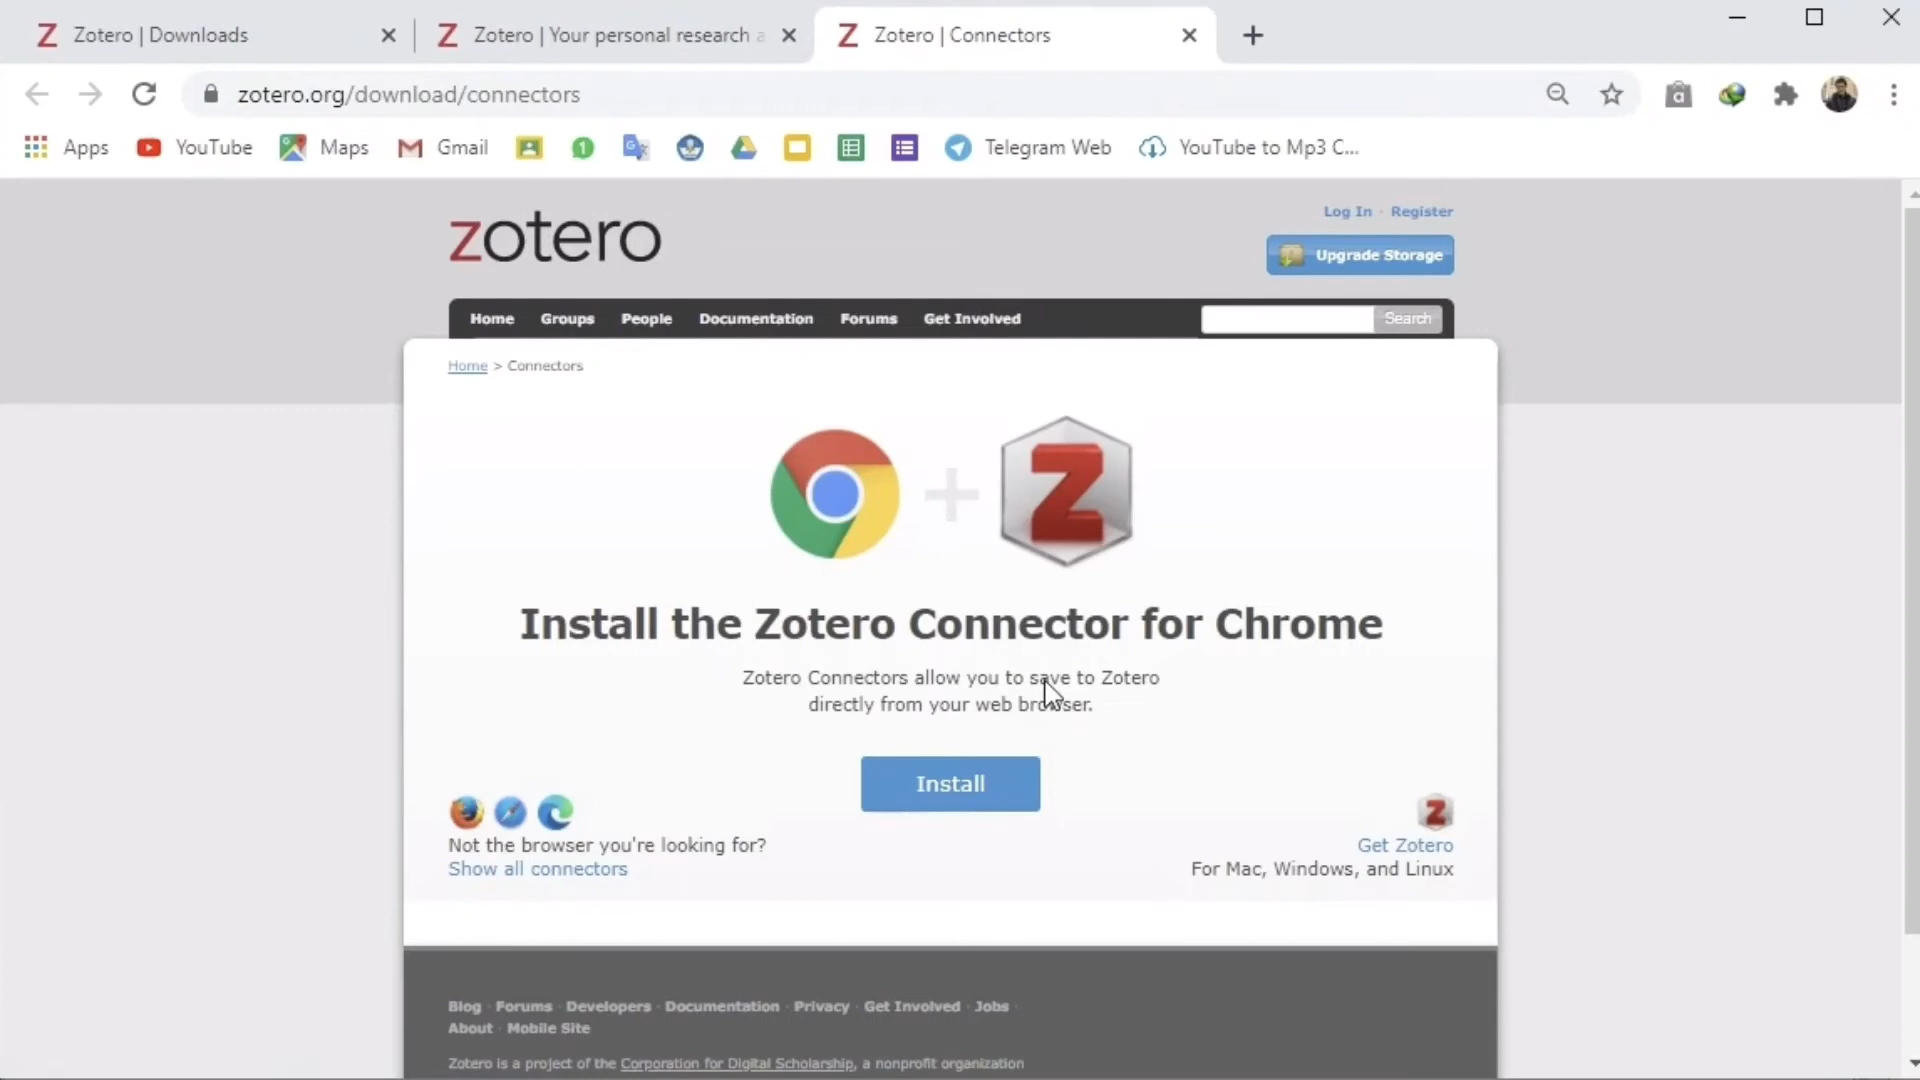 Zotero | Downloads
Zotero | Your personal research a
Zotero | Connectors
zotero.org/download/connectors
Apps
YouTube
Maps
Gmail
Telegram Web
YouTube to Mp3 C...
zotero
Log In · Register
Upgrade Storage
Home Groups People Documentation Forums Get Involved
Search
Home > Connectors
Install the Zotero Connector for Chrome
Zotero Connectors allow you to save to Zotero
directly from your web browser.
Install
Not the browser you're looking for?
Show all connectors
Get Zotero
For Mac, Windows, and Linux
Blog · Forums · Developers · Documentation · Privacy · Get Involved · Jobs ·
About · Mobile Site
Zotero is a project of the Corporation for Digital Scholarship, a nonprofit organization